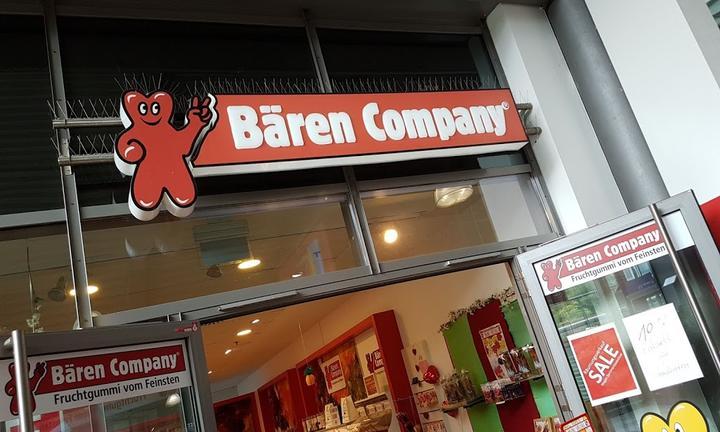 Bären Company®
Bären Company®
Fruchtgummi vom Feinsten
Bären Company
Fruchtgummi vom Feinsten
SALE